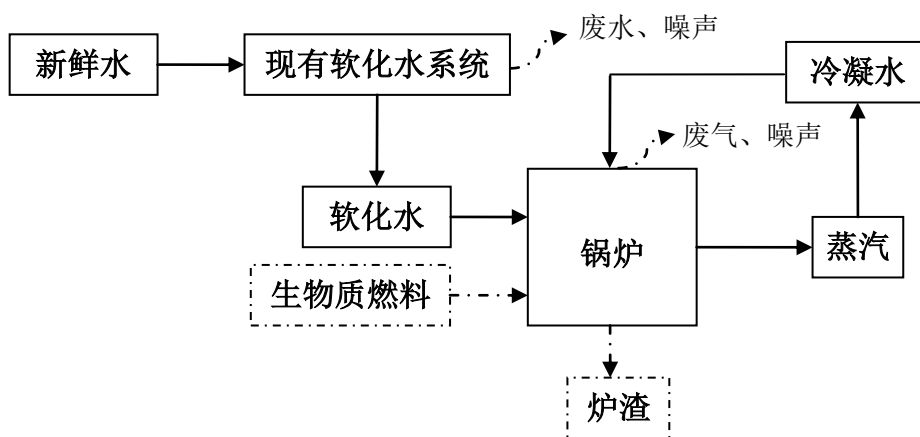 废水、噪声
新鲜水
现有软化水系统
冷凝水
废气、噪声
软化水
锅炉
蒸汽
生物质燃料
炉渣